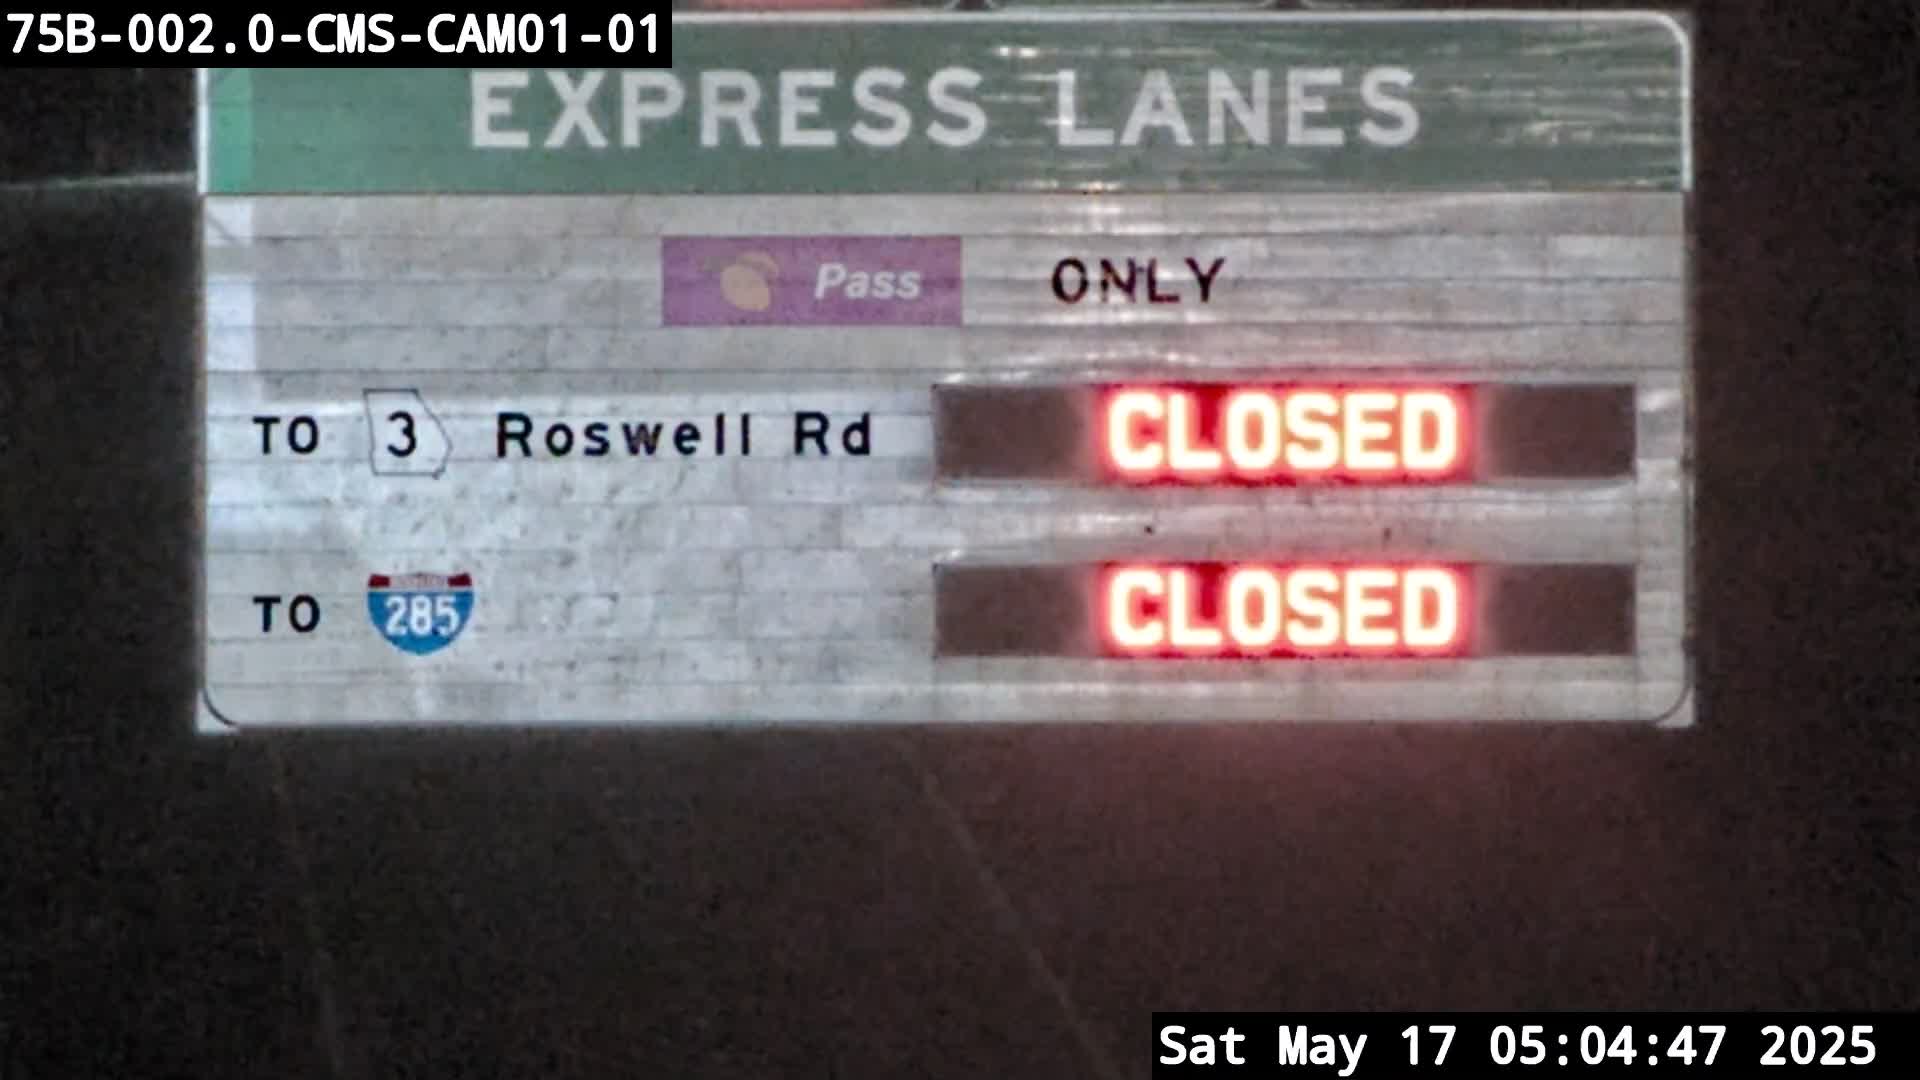 75B-002.0-CMS-CAM01-01
EXPRESS LANES
Pass ONLY
TO 3 Roswell Rd CLOSED
TO 285 CLOSED
Sat May 17 05:04:47 2025